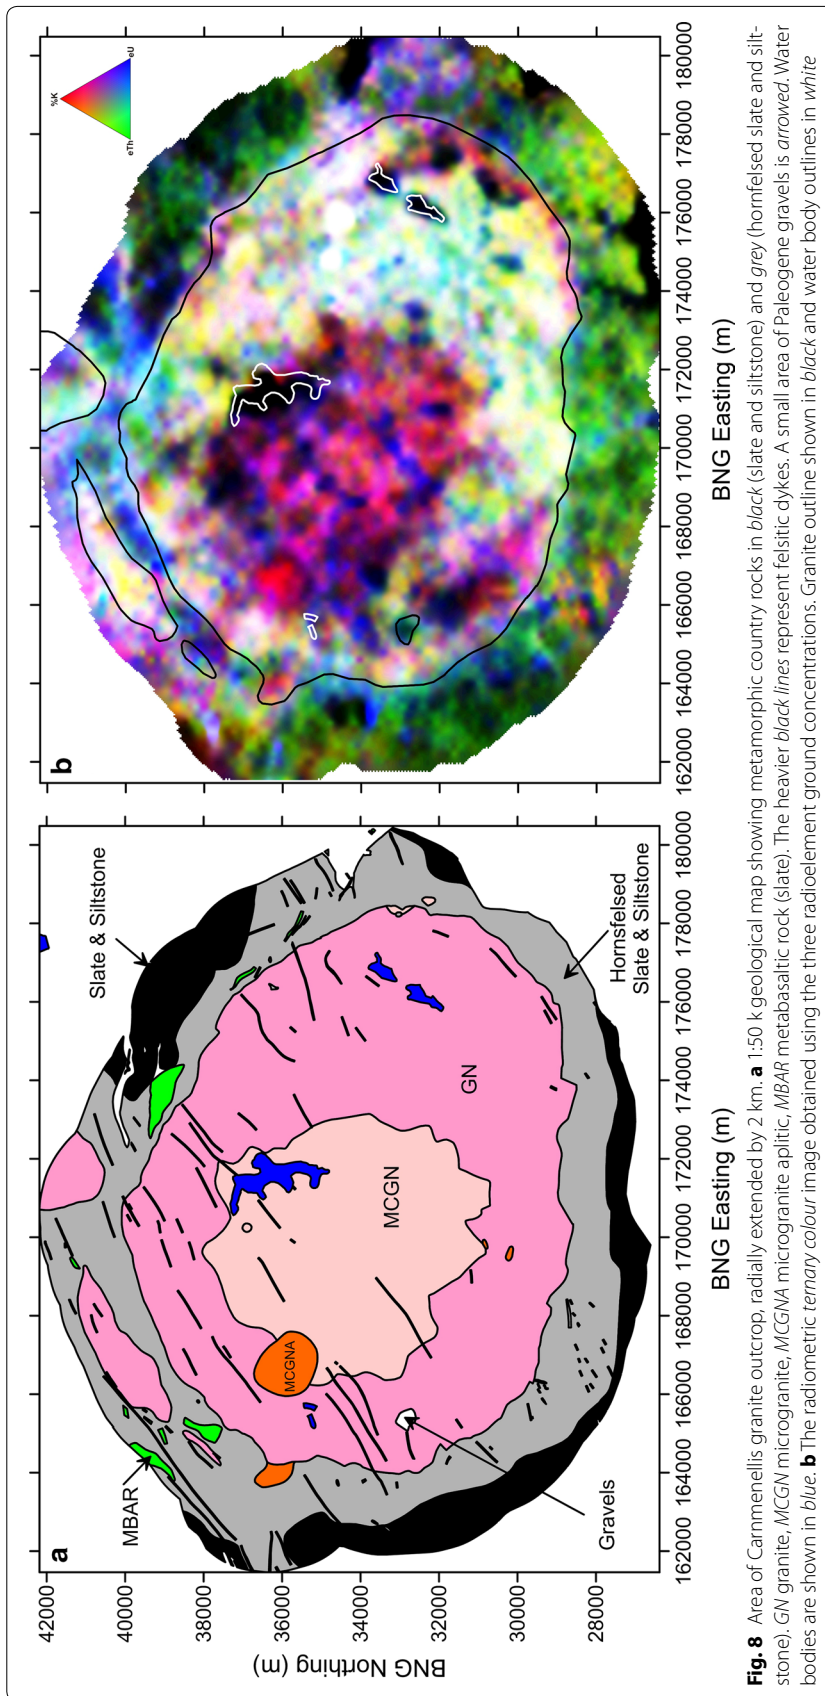 a
42000
40000
38000
36000
34000
32000
30000
28000
BNG Northing (m)
162000 164000 166000 168000 170000 172000 174000 176000 178000 180000
BNG Easting (m)
Slate & Siltstone
MBAR
MCGNA
MCGN
GN
Gravels
Hornsfelsed
Slate & Siltstone
b
%K
eTh
eU
162000 164000 166000 168000 170000 172000 174000 176000 178000 180000
BNG Easting (m)
Fig. 8 Area of Carnmenellis granite outcrop, radially extended by 2 km. a 1:50 k geological map showing metamorphic country rocks in black (slate and siltstone) and grey (hornfelsed slate and silt-
stone). GN granite, MCGN microgranite, MCGNA microgranite aplitic, MBAR metabasaltic rock (slate). The heavier black lines represent felsitic dykes. A small area of Paleogene gravels is arrowed. Water
bodies are shown in blue. b The radiometric ternary colour image obtained using the three radioelement ground concentrations. Granite outline shown in black and water body outlines in white